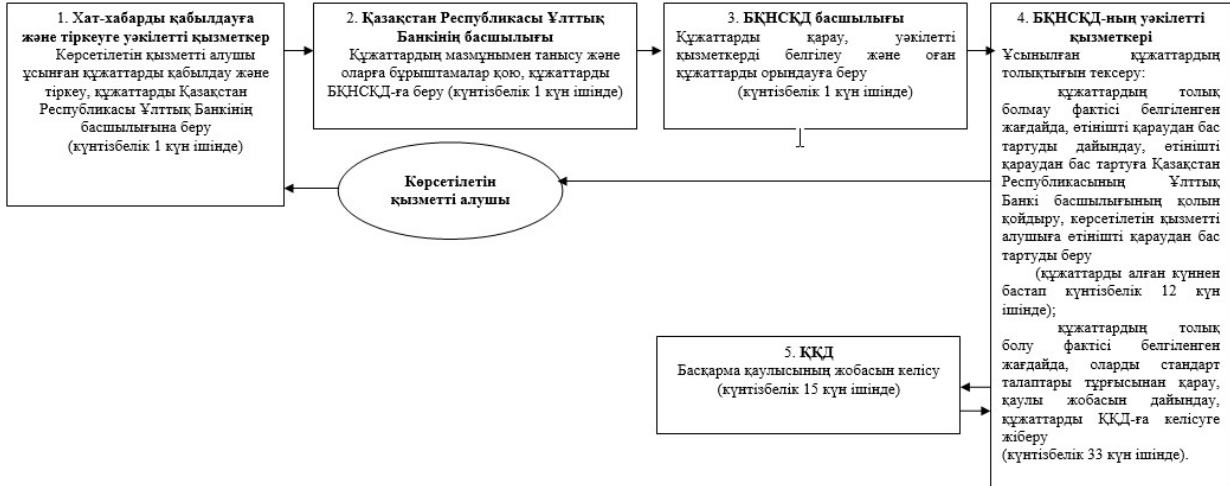 1. Хат-хабарды қабылдауға
және тіркеуге уәкілетті қызметкер
Көрсетілетін қызметті алушы
ұсынған құжаттарды қабылдау және
тіркеу, құжаттарды Қазақстан
Республикасы Ұлттық Банкінің
басшылығына беру
(күнтізбелік 1 күн ішінде)
2. Қазақстан Республикасы Ұлттық
Банкінің басшылығы
Құжаттардың мазмұнымен танысу және
оларға бұрыштамалар қою, құжаттарды
БҚНСҚД-ға беру (күнтізбелік 1 күн ішінде)
3. БҚНСҚД басшылығы
Құжаттарды қарау, уәкілетті
қызметкерді белгілеу және оған
құжаттарды орындауға беру
(күнтізбелік 1 күн ішінде)
4. БҚНСҚД-ның уәкілетті
қызметкері
Ұсынылған құжаттардың
толықтығын тексеру:
құжаттардың толық
болмау фактісі белгіленген
жағдайда, өтінішті қараудан бас
тартуды дайындау, өтінішті
қараудан бас тартуға Қазақстан
Республикасының Ұлттық
Банкі басшылығының қолын
қойдыру, көрсетілетін қызметті
алушыға өтінішті қараудан бас
тартуды беру
(құжаттарды алған күннен
бастап күнтізбелік 12 күн
ішінде);
құжаттардың толық
болу фактісі белгіленген
жағдайда, оларды стандарт
талаптары тұрғысынан қарау,
қаулы жобасын дайындау,
құжаттарды ҚҚД-ға келісуге
жіберу
(күнтізбелік 33 күн ішінде).
Көрсетілетін
қызметті алушы
5. ҚҚД
Басқарма қаулысының жобасын келісу
(күнтізбелік 15 күн ішінде)